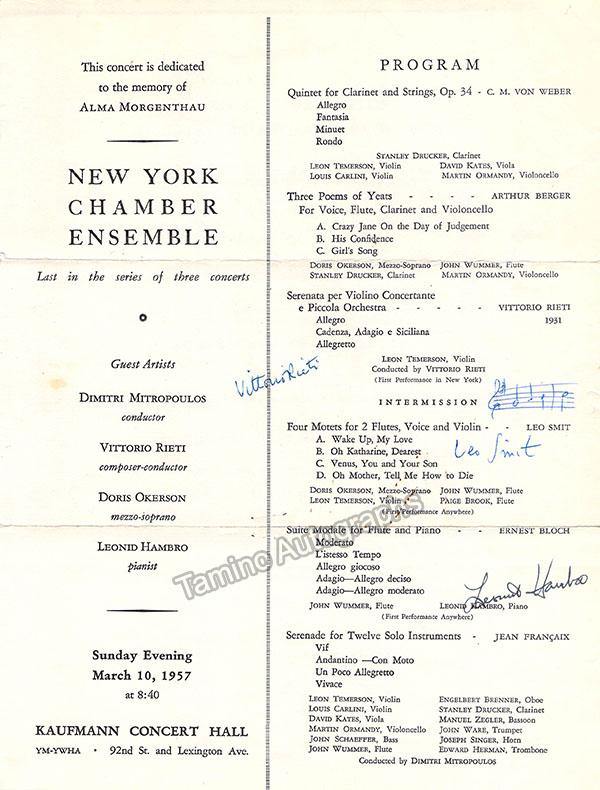 This concert is dedicated
to the memory of
ALMA MORGENTHAU
NEW YORK
CHAMBER
ENSEMBLE
Last in the series of three concerts
Guest Artists
DIMITRI MITROPOULOS
conductor
VITTORIO RIETI
composer-conductor
DORIS OKERSON
mezzo-soprano
LEONID HAMBRO
pianist
Sunday Evening
March 10, 1957
at 8:40
KAUFMANN CONCERT HALL
YM-YWHA • 92nd St. and Lexington Ave.
Vittorio Rieti
PROGRAM
Quintet for Clarinet and Strings, Op. 34 - C. M. VON WEBER
Allegro
Fantasia
Minuet
Rondo
STANLEY DRUCKER, Clarinet
LEON TEMERSON, Violin DAVID KATES, Viola
LOUIS CARLINI, Violin MARTIN ORMANDY, Violoncello
Three Poems of Yeats - - - - ARTHUR BERGER
For Voice, Flute, Clarinet and Violoncello
A. Crazy Jane On the Day of Judgement
B. His Confidence
C. Girl's Song
DORIS OKERSON, Mezzo-Soprano JOHN WUMMER, Flute
STANLEY DRUCKER, Clarinet MARTIN ORMANDY, Violoncello
Serenata per Violino Concertante
e Piccola Orchestra - - - - - VITTORIO RIETI
Allegro 1931
Cadenza, Adagio e Siciliana
Allegretto
LEON TEMERSON, Violin
Conducted by VITTORIO RIETI
(First Performance in New York)
INTERMISSION
Four Motets for 2 Flutes, Voice and Violin - - LEO SMIT
A. Wake Up, My Love
B. Oh Katharine, Dearest
Leo Smit
C. Venus, You and Your Son
D. Oh Mother, Tell Me How to Die
DORIS OKERSON, Mezzo-Soprano JOHN WUMMER, Flute
LEON TEMERSON, Violin PAIGE BROOK, Flute
(First Performance Anywhere)
Suite Modale for Flute and Piano - - ERNEST BLOCH
Moderato
L'istesso Tempo
Allegro giocoso
Adagio—Allegro deciso
Adagio—Allegro moderato
Leonid Hambro
JOHN WUMMER, Flute LEONID HAMBRO, Piano
(First Performance Anywhere)
Serenade for Twelve Solo Instruments - JEAN FRANÇAIX
Vif
Andantino —Con Moto
Un Poco Allegretto
Vivace
LEON TEMERSON, Violin ENGELBERT BRENNER, Oboe
LOUIS CARLINI, Violin STANLEY DRUCKER, Clarinet
DAVID KATES, Viola MANUEL ZEGLER, Bassoon
MARTIN ORMANDY, Violoncello JOHN WARE, Trumpet
JOHN SCHAEFFER, Bass JOSEPH SINGER, Horn
JOHN WUMMER, Flute EDWARD HERMAN, Trombone
Conducted by DIMITRI MITROPOULOS
Tamino Autographs